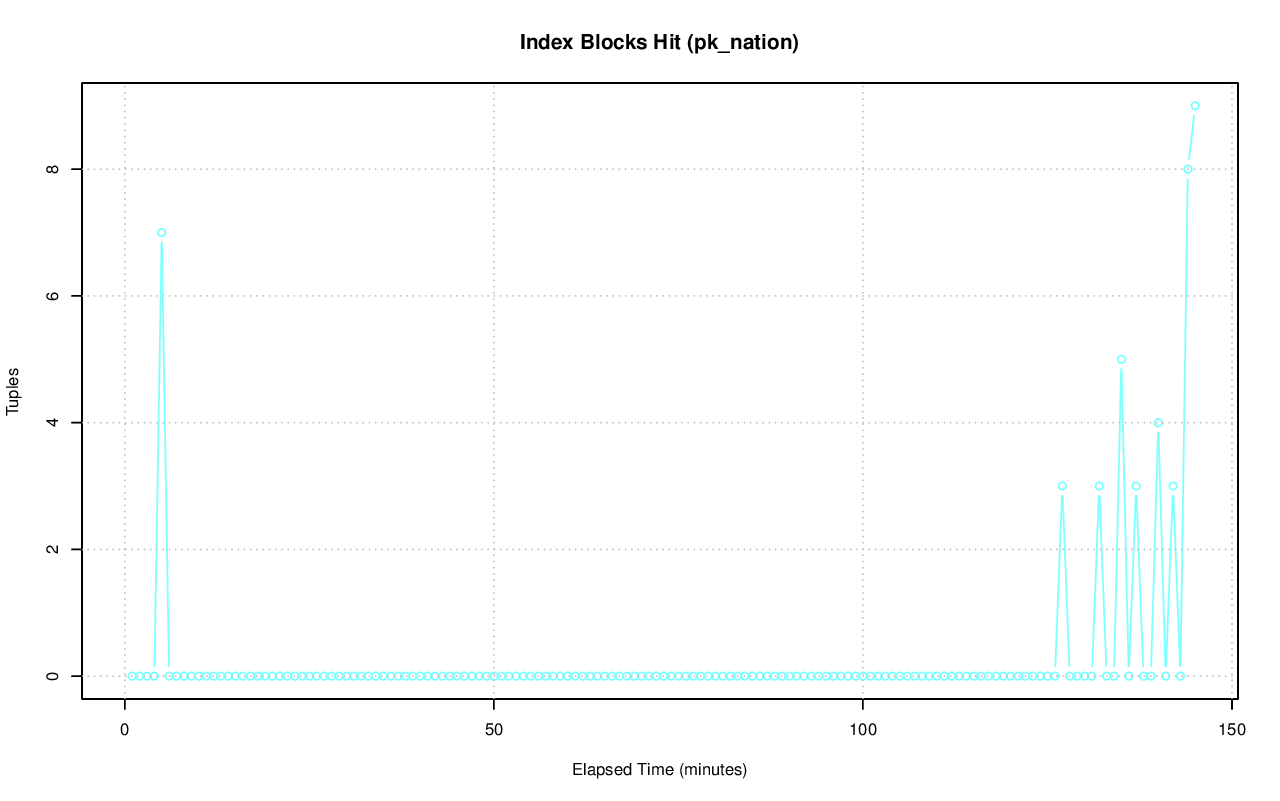 Index Blocks Hit (pk_nation)
8
6
4
2
0
Tuples
0 50 100 150
Elapsed Time (minutes)